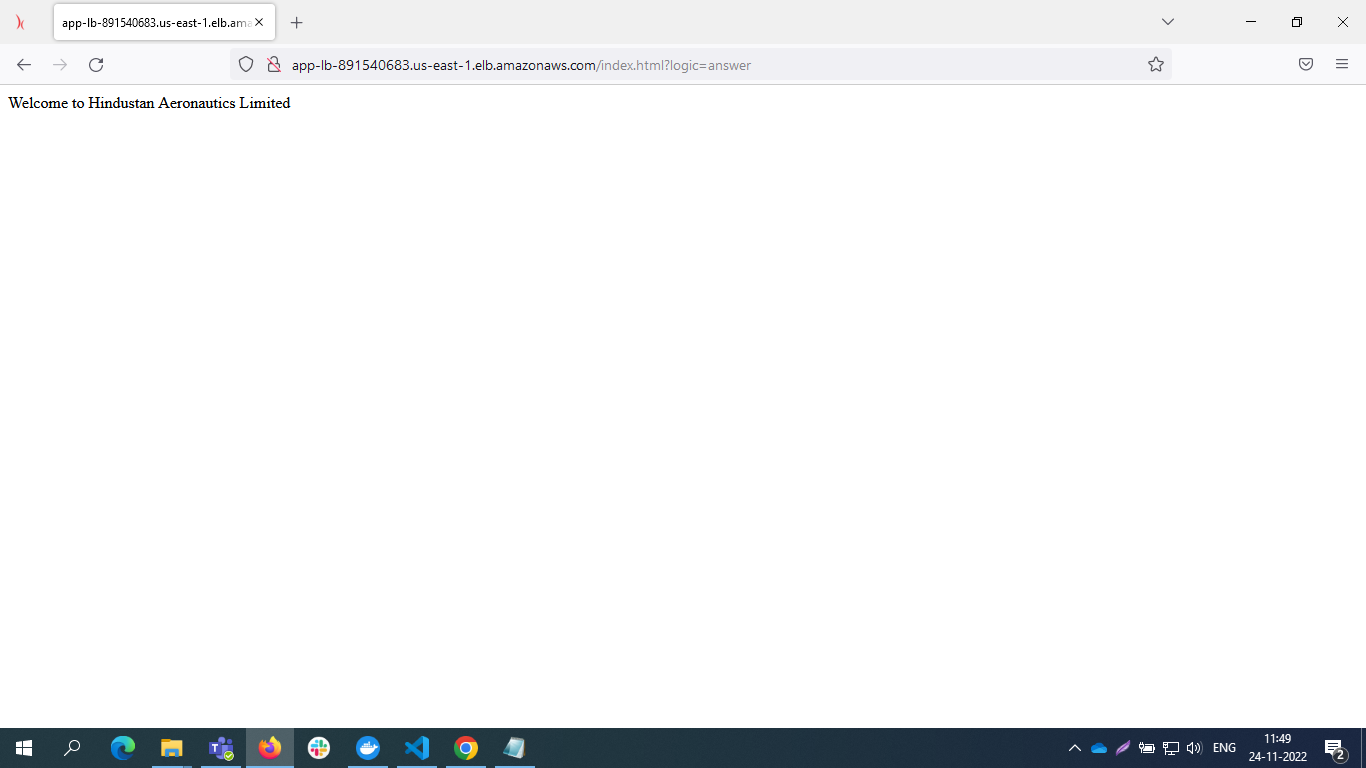 app-lb-891540683.us-east-1.elb.ama
app-lb-891540683.us-east-1.elb.amazonaws.com/index.html?logic=answer
Welcome to Hindustan Aeronautics Limited
ENG
11:49
24-11-2022
2